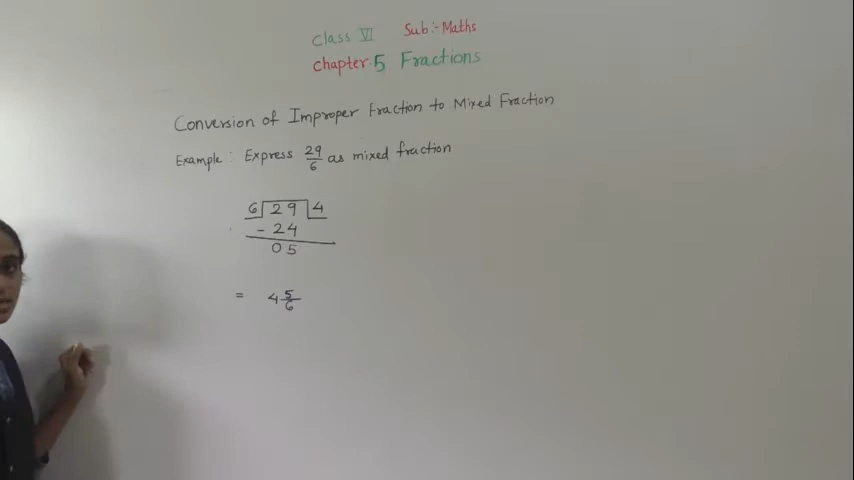 Class VI Sub:- Maths
Chapter 5 Fractions
Conversion of Improper Fraction to Mixed Fraction
Example: Express 29/6 as mixed fraction
6 29 4
- 24
05
= 4 5/6